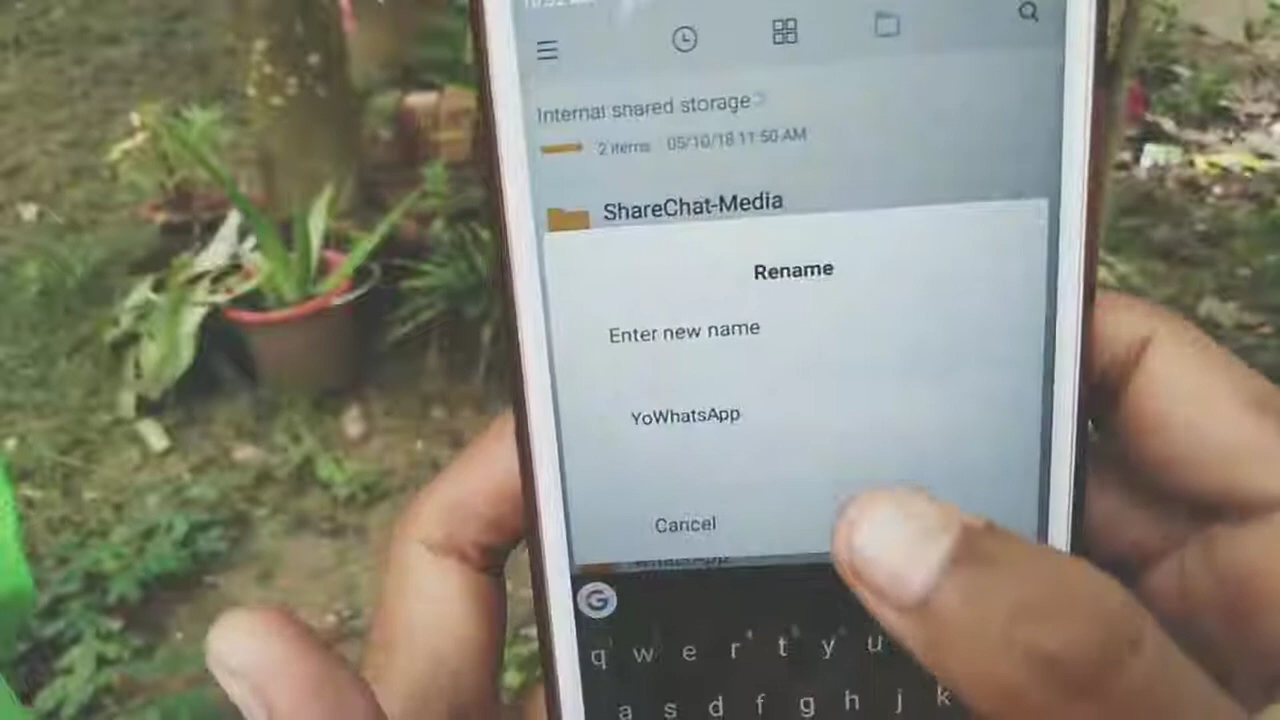 Internal shared storage
2 items 05/10/18 11:50 AM
ShareChat-Media
Rename
Enter new name
YoWhatsApp
Cancel
G
q w e r t y u
a s d f g h j k